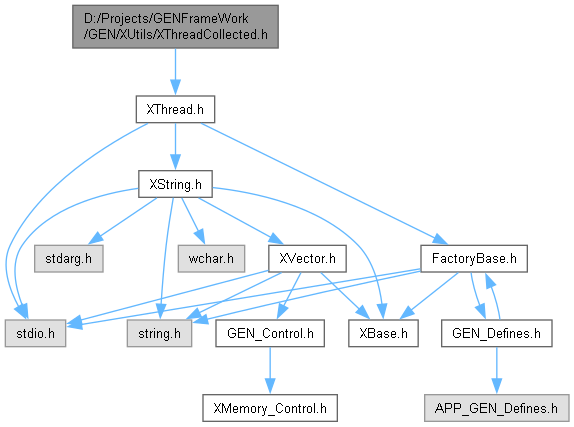 D:/Projects/GENFrameWork
/GEN/XUtils/XThreadCollected.h
XThread.h
XString.h
stdarg.h
wchar.h
XVector.h
FactoryBase.h
stdio.h
string.h
GEN_Control.h
XBase.h
GEN_Defines.h
XMemory_Control.h
APP_GEN_Defines.h